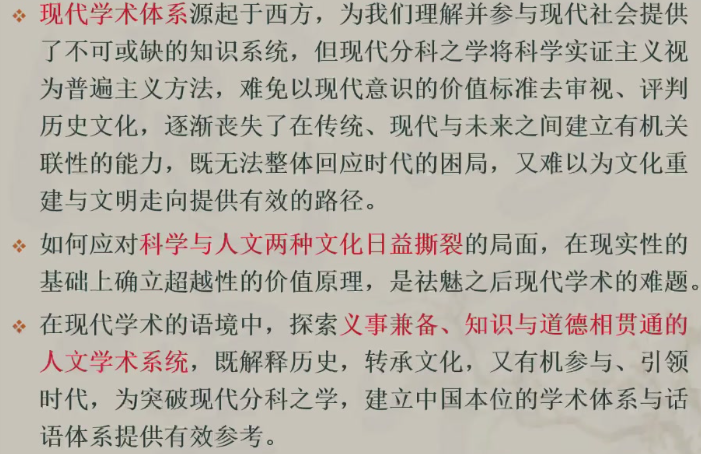 现代学术体系源起于西方，为我们理解并参与现代社会提供
了不可或缺的知识系统，但现代分科之学将科学实证主义视
为普遍主义方法，难免以现代意识的价值标准去审视、评判
历史文化，逐渐丧失了在传统、现代与未来之间建立有机关
联性的能力，既无法整体回应时代的困局，又难以为文化重
建与文明走向提供有效的路径。
如何应对科学与人文两种文化日益撕裂的局面，在现实性的
基础上确立超越性的价值原理，是祛魅之后现代学术的难题。
在现代学术的语境中，探索义事兼备、知识与道德相贯通的
人文学术系统，既解释历史，转承文化，又有机参与、引领
时代，为突破现代分科之学，建立中国本位的学术体系与话
语体系提供有效参考。